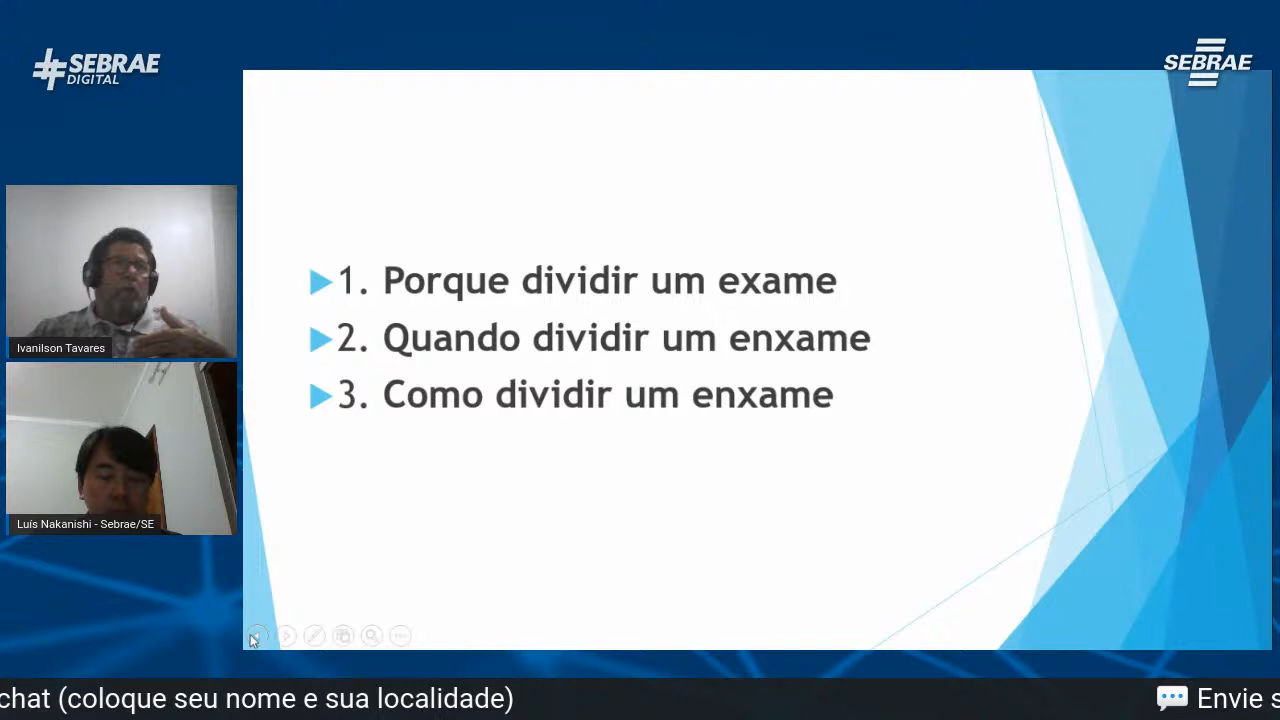 #SEBRAE
DIGITAL
SEBRAE
1. Porque dividir um exame
2. Quando dividir um enxame
3. Como dividir um enxame
Ivanilson Tavares
Luís Nakanishi - Sebrae/SE
chat (coloque seu nome e sua localidade)
Envie s